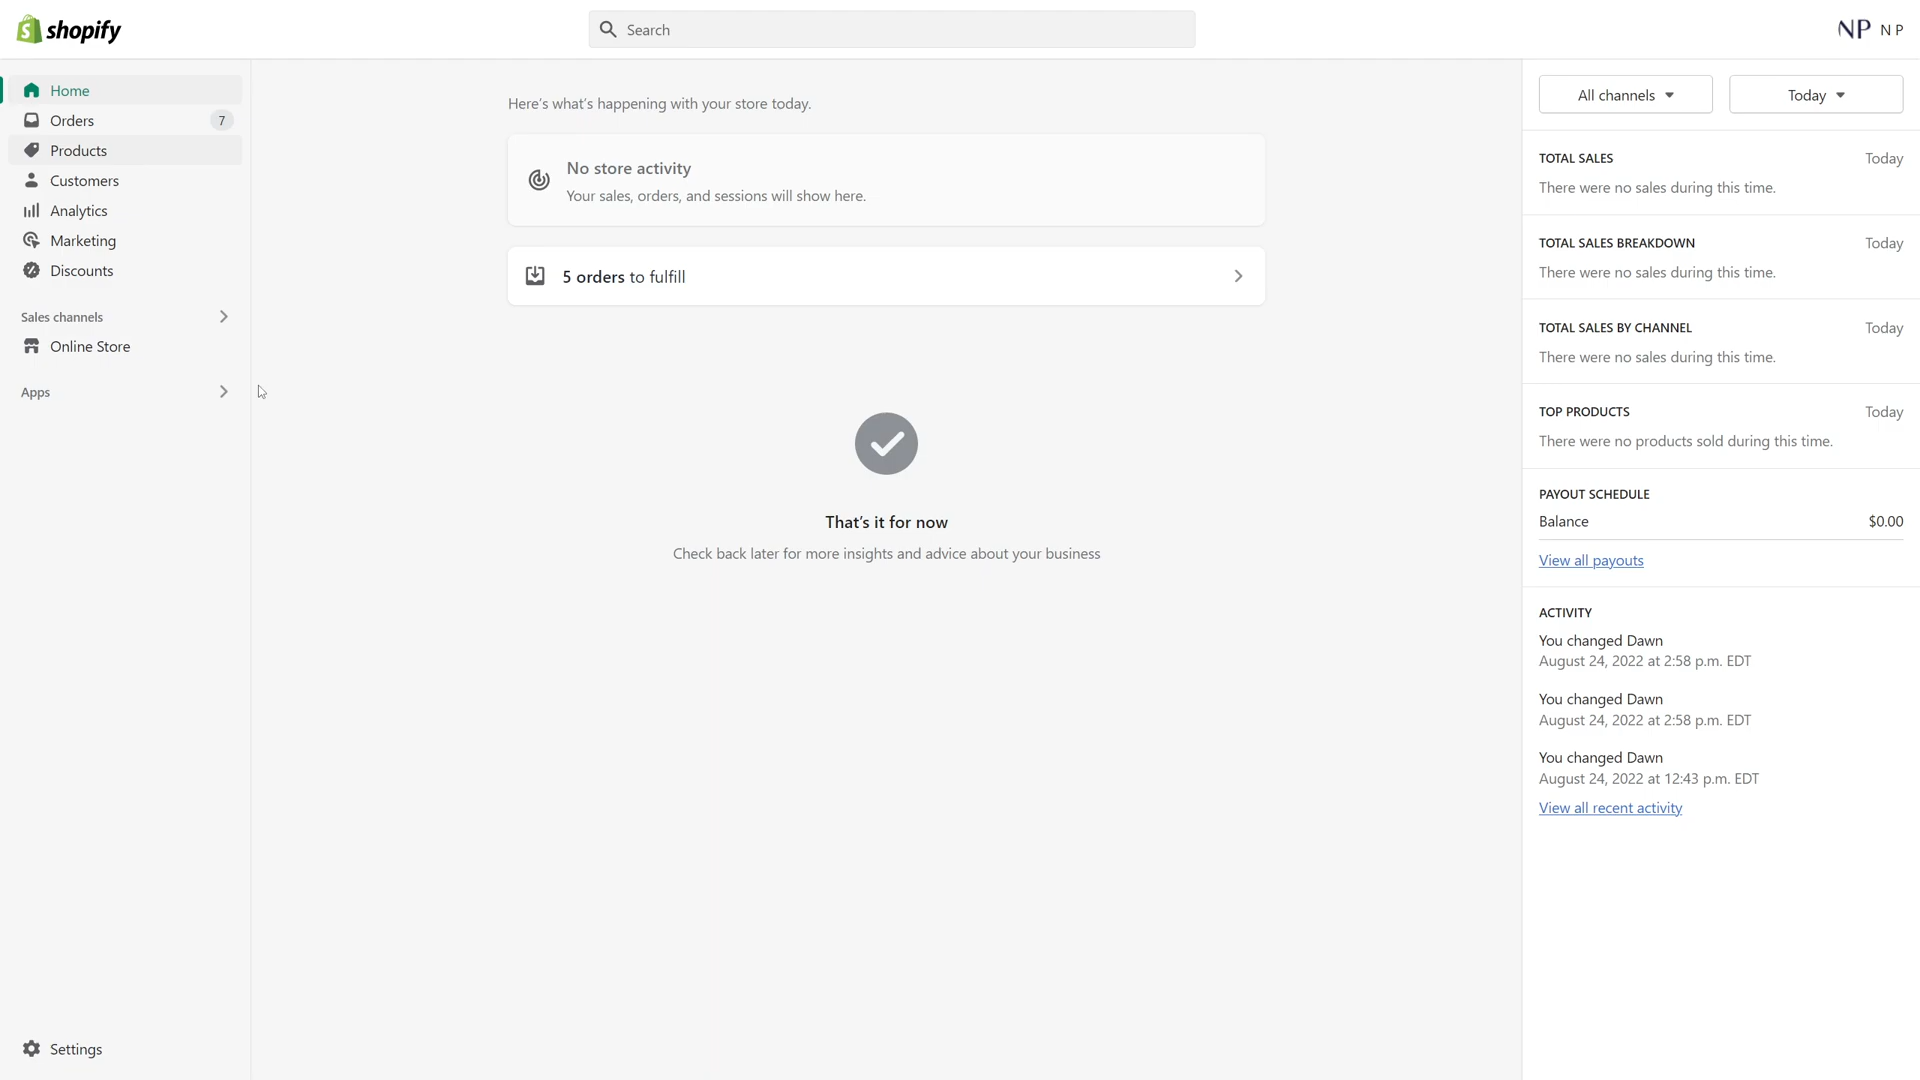 shopify
Search
NP N P
Home
Orders 7
Products
Customers
Analytics
Marketing
Discounts
Sales channels
Online Store
Apps
Settings
Here's what's happening with your store today.
No store activity
Your sales, orders, and sessions will show here.
5 orders to fulfill
That's it for now
Check back later for more insights and advice about your business
All channels Today
TOTAL SALES Today
There were no sales during this time.
TOTAL SALES BREAKDOWN Today
There were no sales during this time.
TOTAL SALES BY CHANNEL Today
There were no sales during this time.
TOP PRODUCTS Today
There were no products sold during this time.
PAYOUT SCHEDULE
Balance $0.00
View all payouts
ACTIVITY
You changed Dawn
August 24, 2022 at 2:58 p.m. EDT
You changed Dawn
August 24, 2022 at 2:58 p.m. EDT
You changed Dawn
August 24, 2022 at 12:43 p.m. EDT
View all recent activity